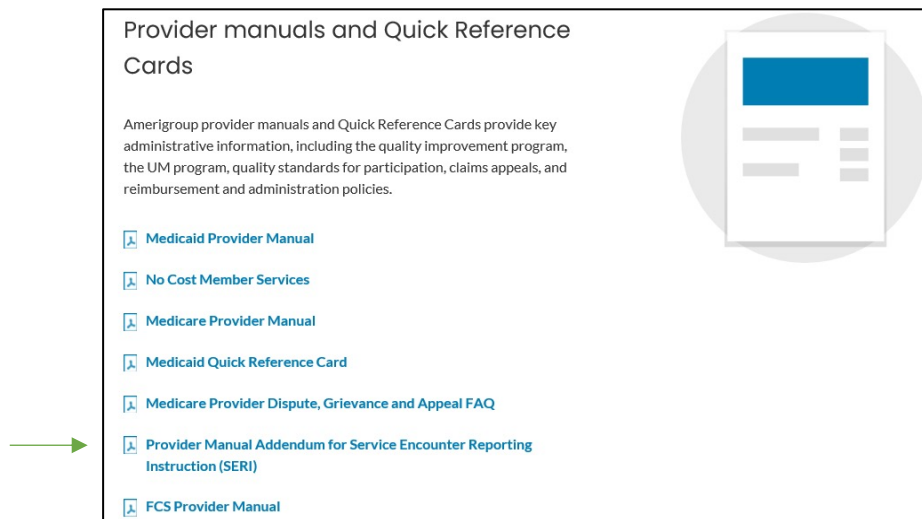 Provider manuals and Quick Reference
Cards
Amerigroup provider manuals and Quick Reference Cards provide key
administrative information, including the quality improvement program,
the UM program, quality standards for participation, claims appeals, and
reimbursement and administration policies.
Medicaid Provider Manual
No Cost Member Services
Medicare Provider Manual
Medicaid Quick Reference Card
Medicare Provider Dispute, Grievance and Appeal FAQ
Provider Manual Addendum for Service Encounter Reporting
Instruction (SERI)
FCS Provider Manual